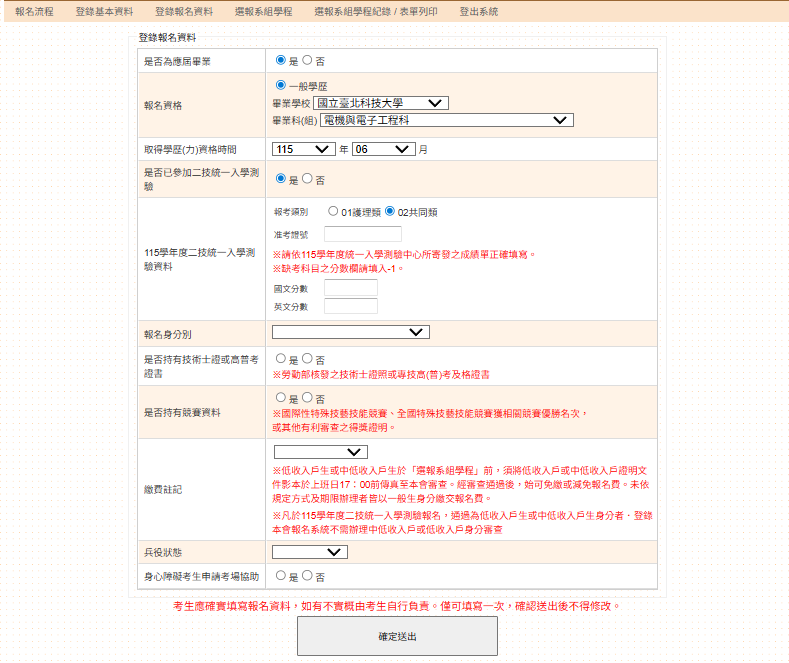 報名流程 登錄基本資料 登錄報名資料 選報系組學程 選報系組學程紀錄 / 表單列印 登出系統
登錄報名資料
是否為應屆畢業 是 否
報名資格 一般學歷
畢業學校 國立臺北科技大學
畢業科(組) 電機與電子工程科
取得學歷(力)資格時間 115 年 06 月
是否已參加二技統一入學測驗 是 否
115學年度二技統一入學測驗資料
報考類別 01護理類 02共同類
准考證號
※請依115學年度統一入學測驗中心所寄發之成績單正確填寫。
※缺考科目之分數欄請填入-1。
國文分數
英文分數
報名身分別
是否持有技術士證或高普考證書 是 否
※勞動部核發之技術士證照或專技高(普)考及格證書
是否持有競賽資料 是 否
※國際性特殊技藝技能競賽、全國特殊技藝技能競賽獲相關競賽優勝名次，
或其他有利審查之得獎證明。
繳費註記
※低收入戶生或中低收入戶生於「選報系組學程」前，須將低收入戶或中低收入戶證明文
件影本於上班日17：00前傳真至本會審查。經審查通過後，始可免繳或減免報名費。未依
規定方式及期限辦理者皆以一般生身分繳交報名費。
※凡於115學年度二技統一入學測驗報名，通過為低收入戶生或中低收入戶生身分者，登錄
本會報名系統不需辦理中低收入戶或低收入戶身分審查
兵役狀態
身心障礙考生申請考場協助 是 否
考生應確實填寫報名資料，如有不實概由考生自行負責。僅可填寫一次，確認送出後不得修改。
確定送出